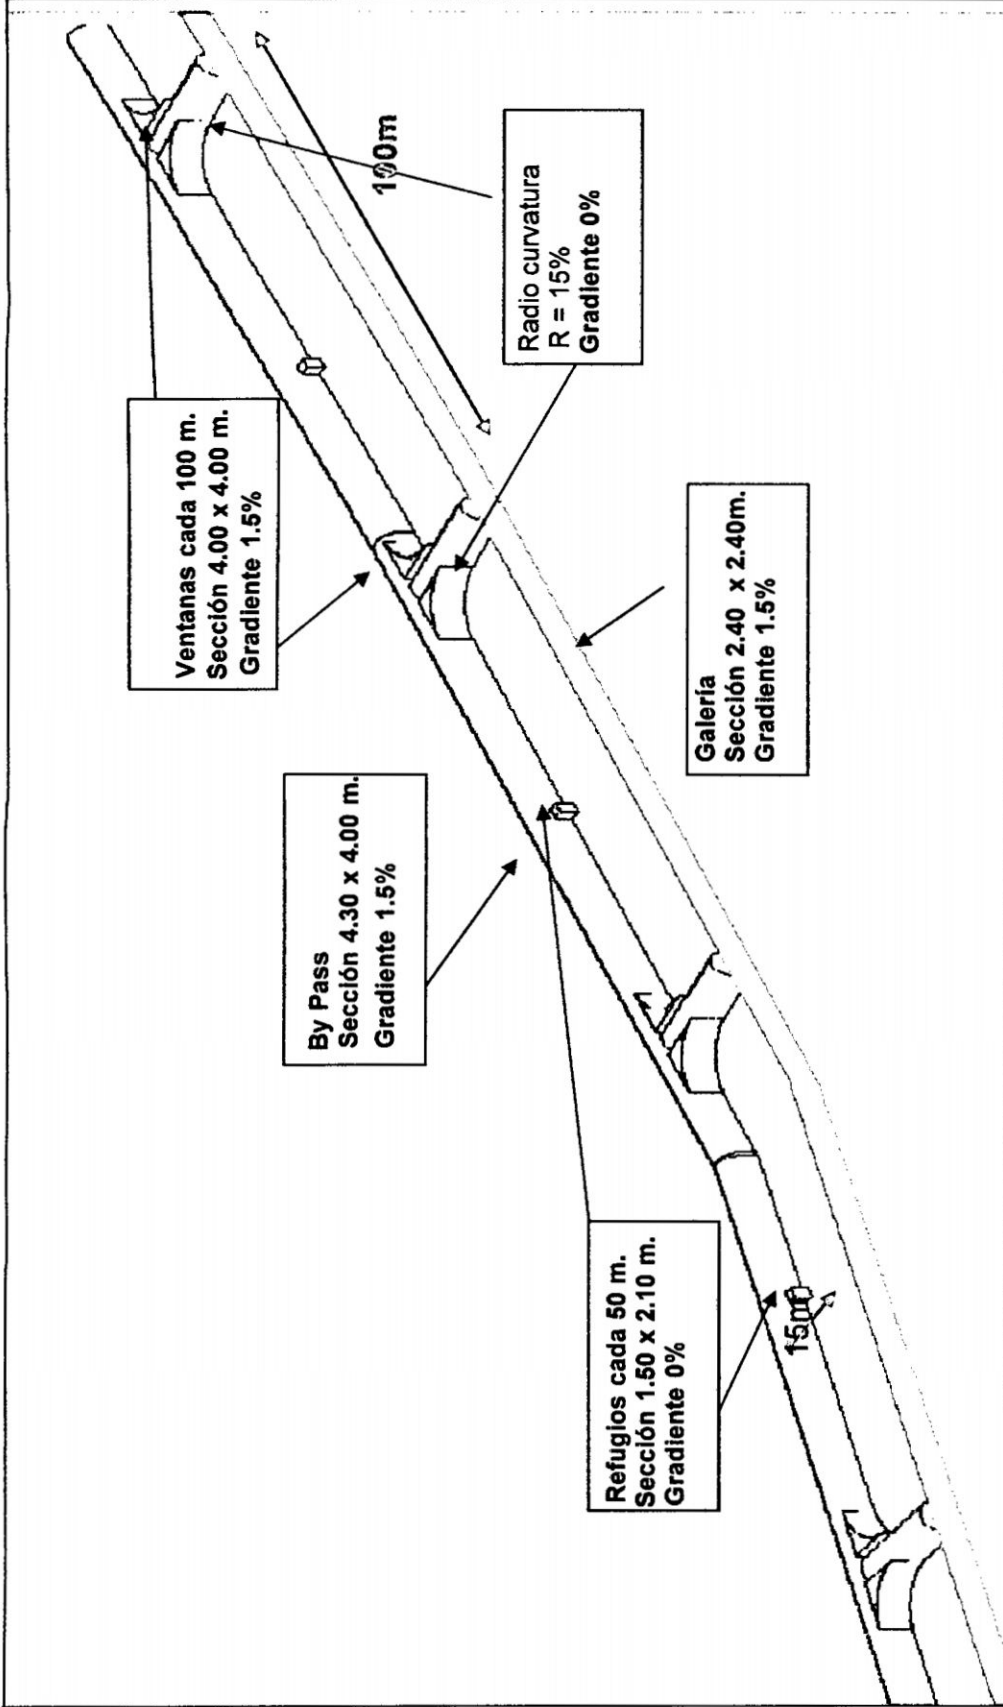 Ventanas cada 100 m.
Sección 4.00 x 4.00 m.
Gradiente 1.5%
100m
Radio curvatura
R = 15%
Gradiente 0%
By Pass
Sección 4.30 x 4.00 m.
Gradiente 1.5%
Galería
Sección 2.40 x 2.40m.
Gradiente 1.5%
Refugios cada 50 m.
Sección 1.50 x 2.10 m.
Gradiente 0%
15m